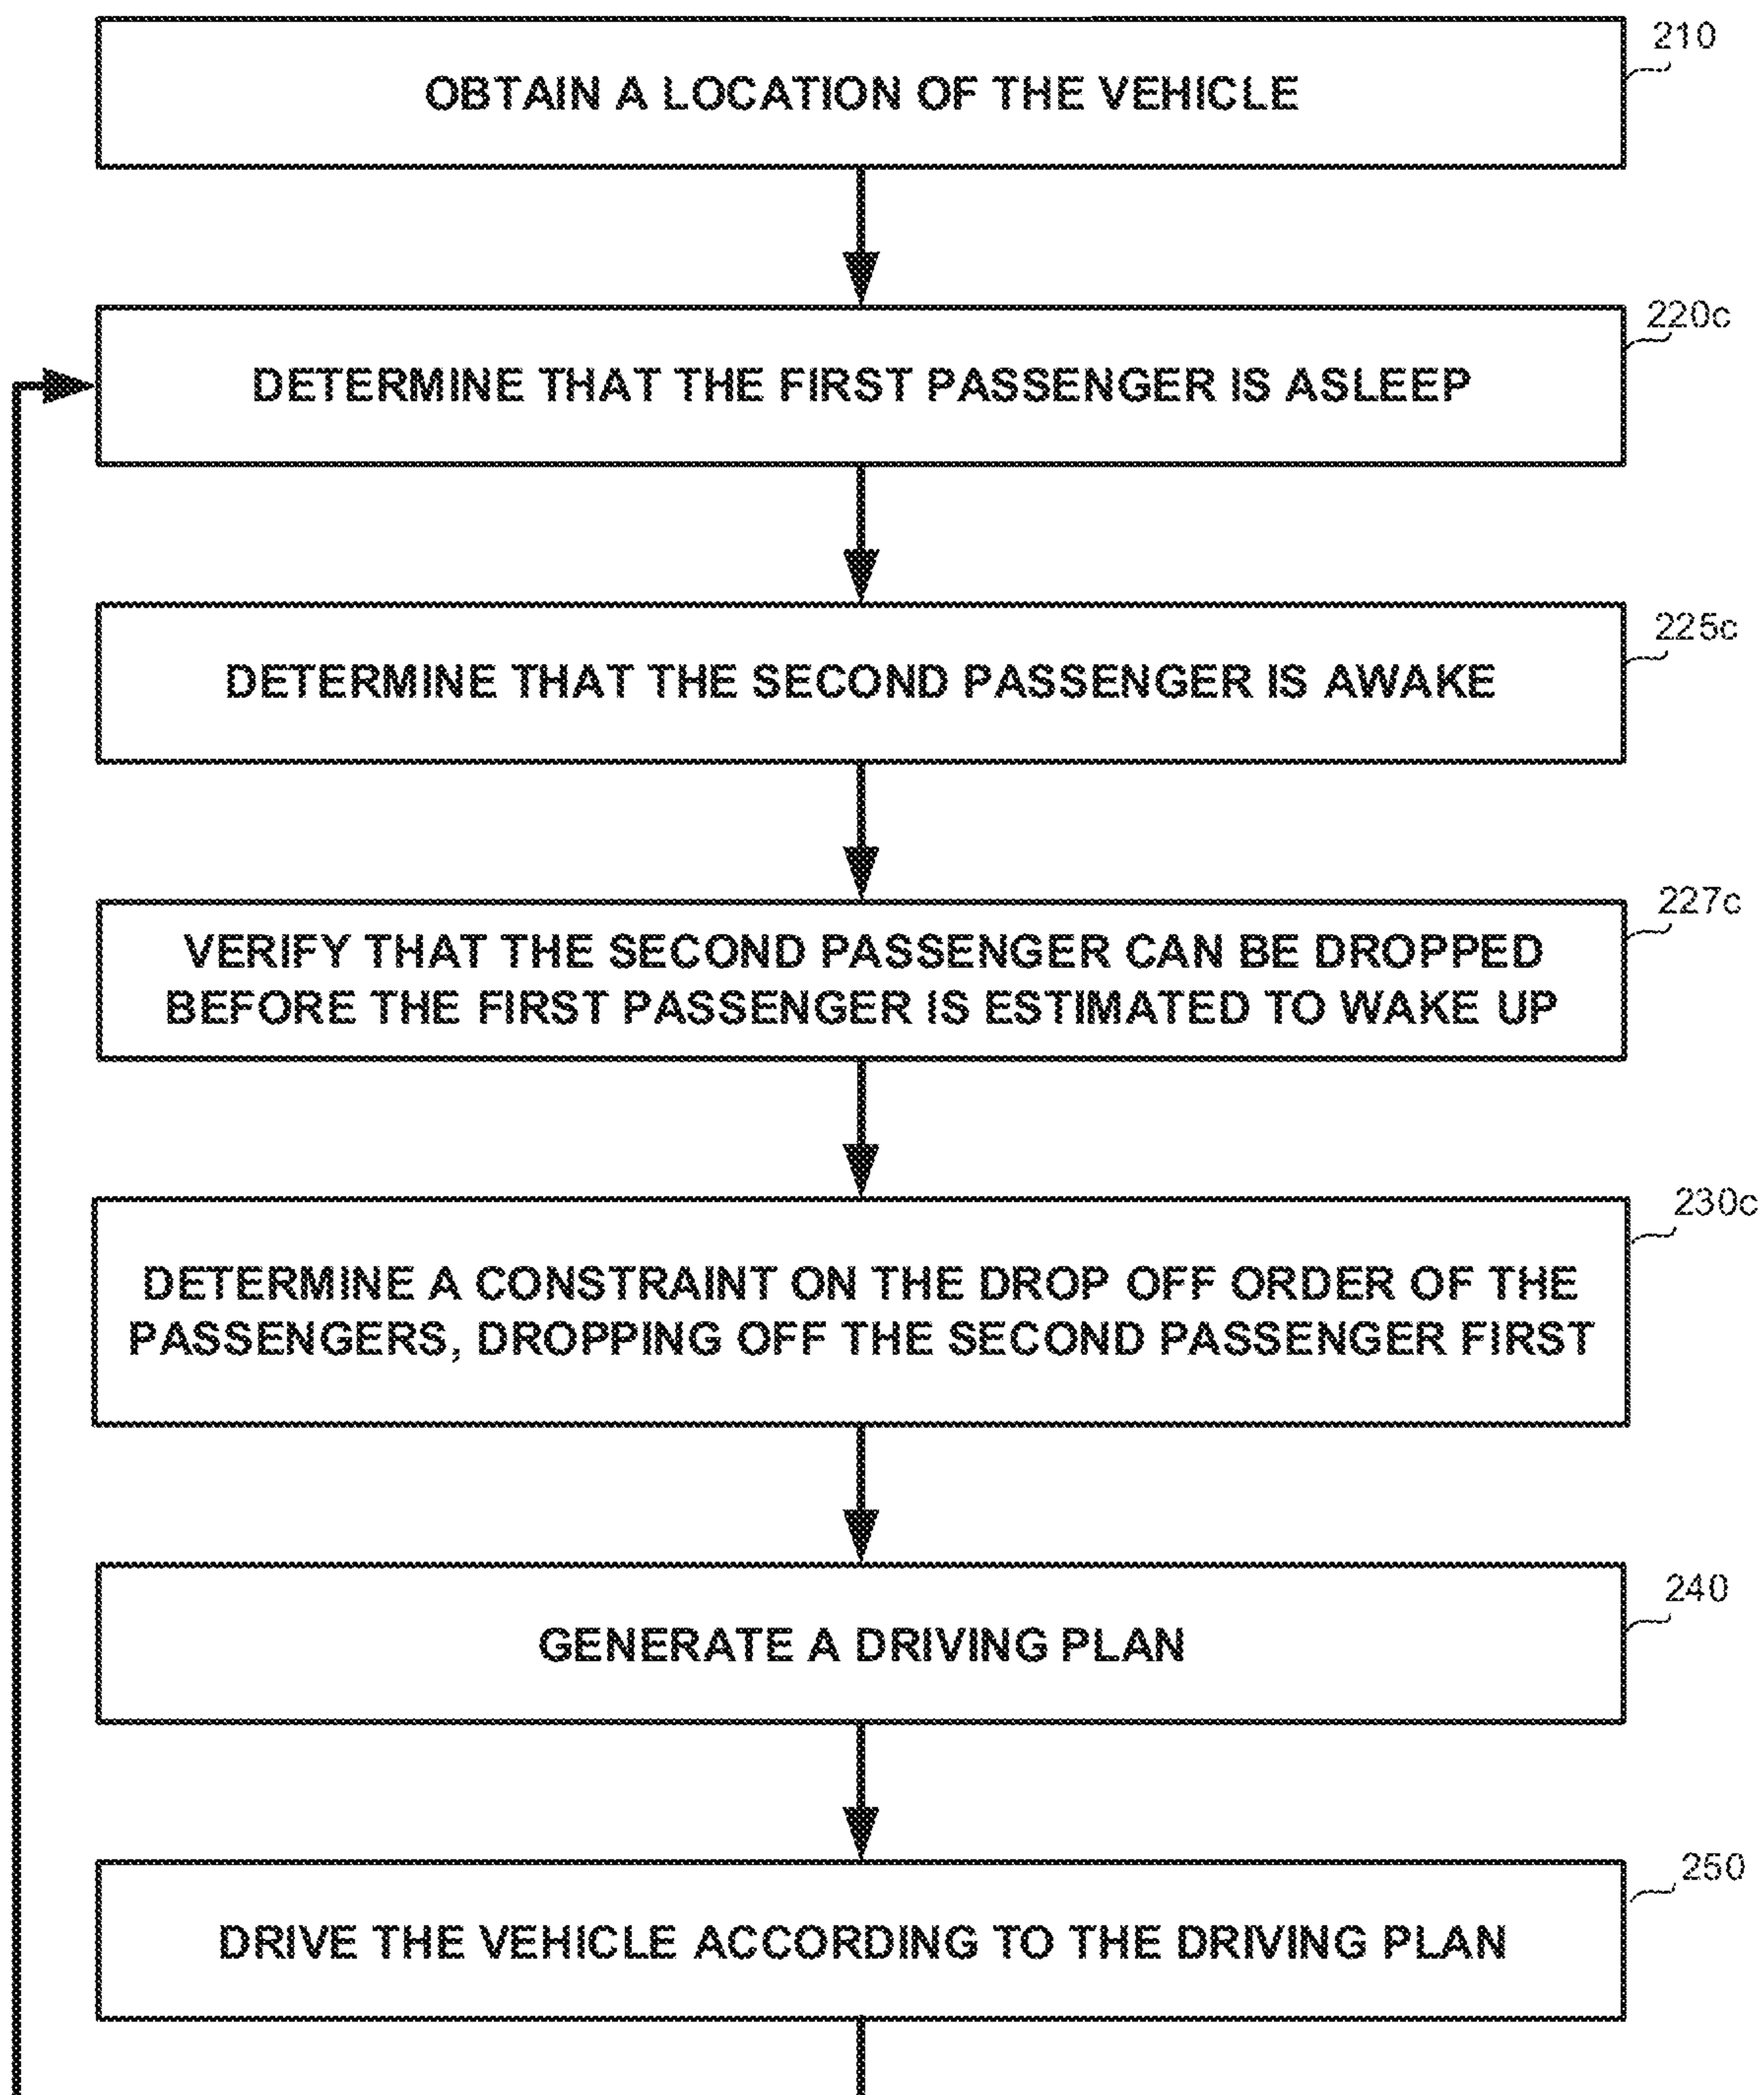 210
OBTAIN A LOCATION OF THE VEHICLE
220c
DETERMINE THAT THE FIRST PASSENGER IS ASLEEP
225c
DETERMINE THAT THE SECOND PASSENGER IS AWAKE
227c
VERIFY THAT THE SECOND PASSENGER CAN BE DROPPED
BEFORE THE FIRST PASSENGER IS ESTIMATED TO WAKE UP
230c
DETERMINE A CONSTRAINT ON THE DROP OFF ORDER OF THE
PASSENGERS, DROPPING OFF THE SECOND PASSENGER FIRST
240
GENERATE A DRIVING PLAN
250
DRIVE THE VEHICLE ACCORDING TO THE DRIVING PLAN